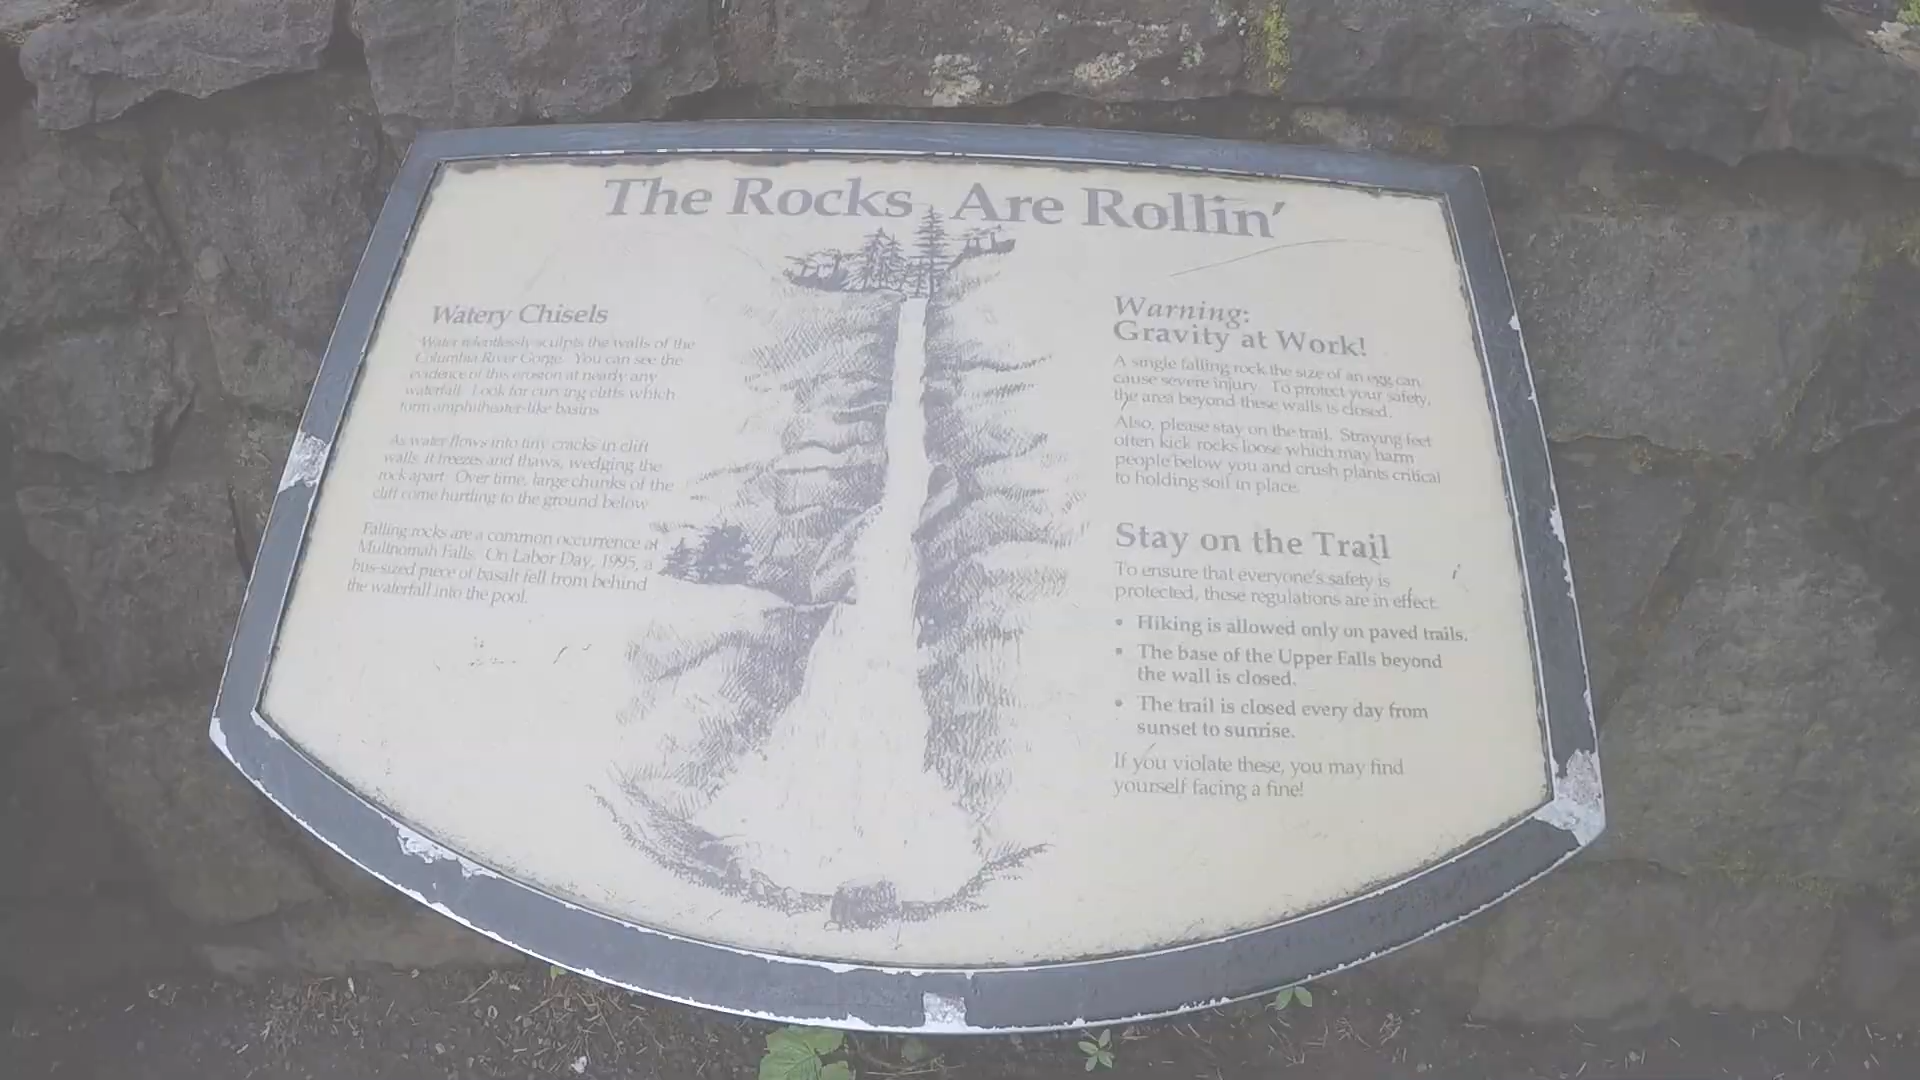 The Rocks Are Rollin'
Watery Chisels
Water relentlessly sculpts the walls of the
Columbia River Gorge. You can see the
evidence of this erosion at nearly any
waterfall. Look for curving cliffs which
form amphitheater-like basins.
As water flows into tiny cracks in cliff
walls, it freezes and thaws, wedging the
rock apart. Over time, large chunks of the
cliff come hurtling to the ground below.
Falling rocks are a common occurrence at
Multnomah Falls. On Labor Day, 1995, a
bus-sized piece of basalt fell from behind
the waterfall into the pool.
Warning:
Gravity at Work!
A single falling rock the size of an egg can
cause severe injury. To protect your safety,
the area beyond these walls is closed.
Also, please stay on the trail. Straying feet
often kick rocks loose which may harm
people below you and crush plants critical
to holding soil in place.
Stay on the Trail
To ensure that everyone's safety is
protected, these regulations are in effect.
• Hiking is allowed only on paved trails.
• The base of the Upper Falls beyond
the wall is closed.
• The trail is closed every day from
sunset to sunrise.
If you violate these, you may find
yourself facing a fine!